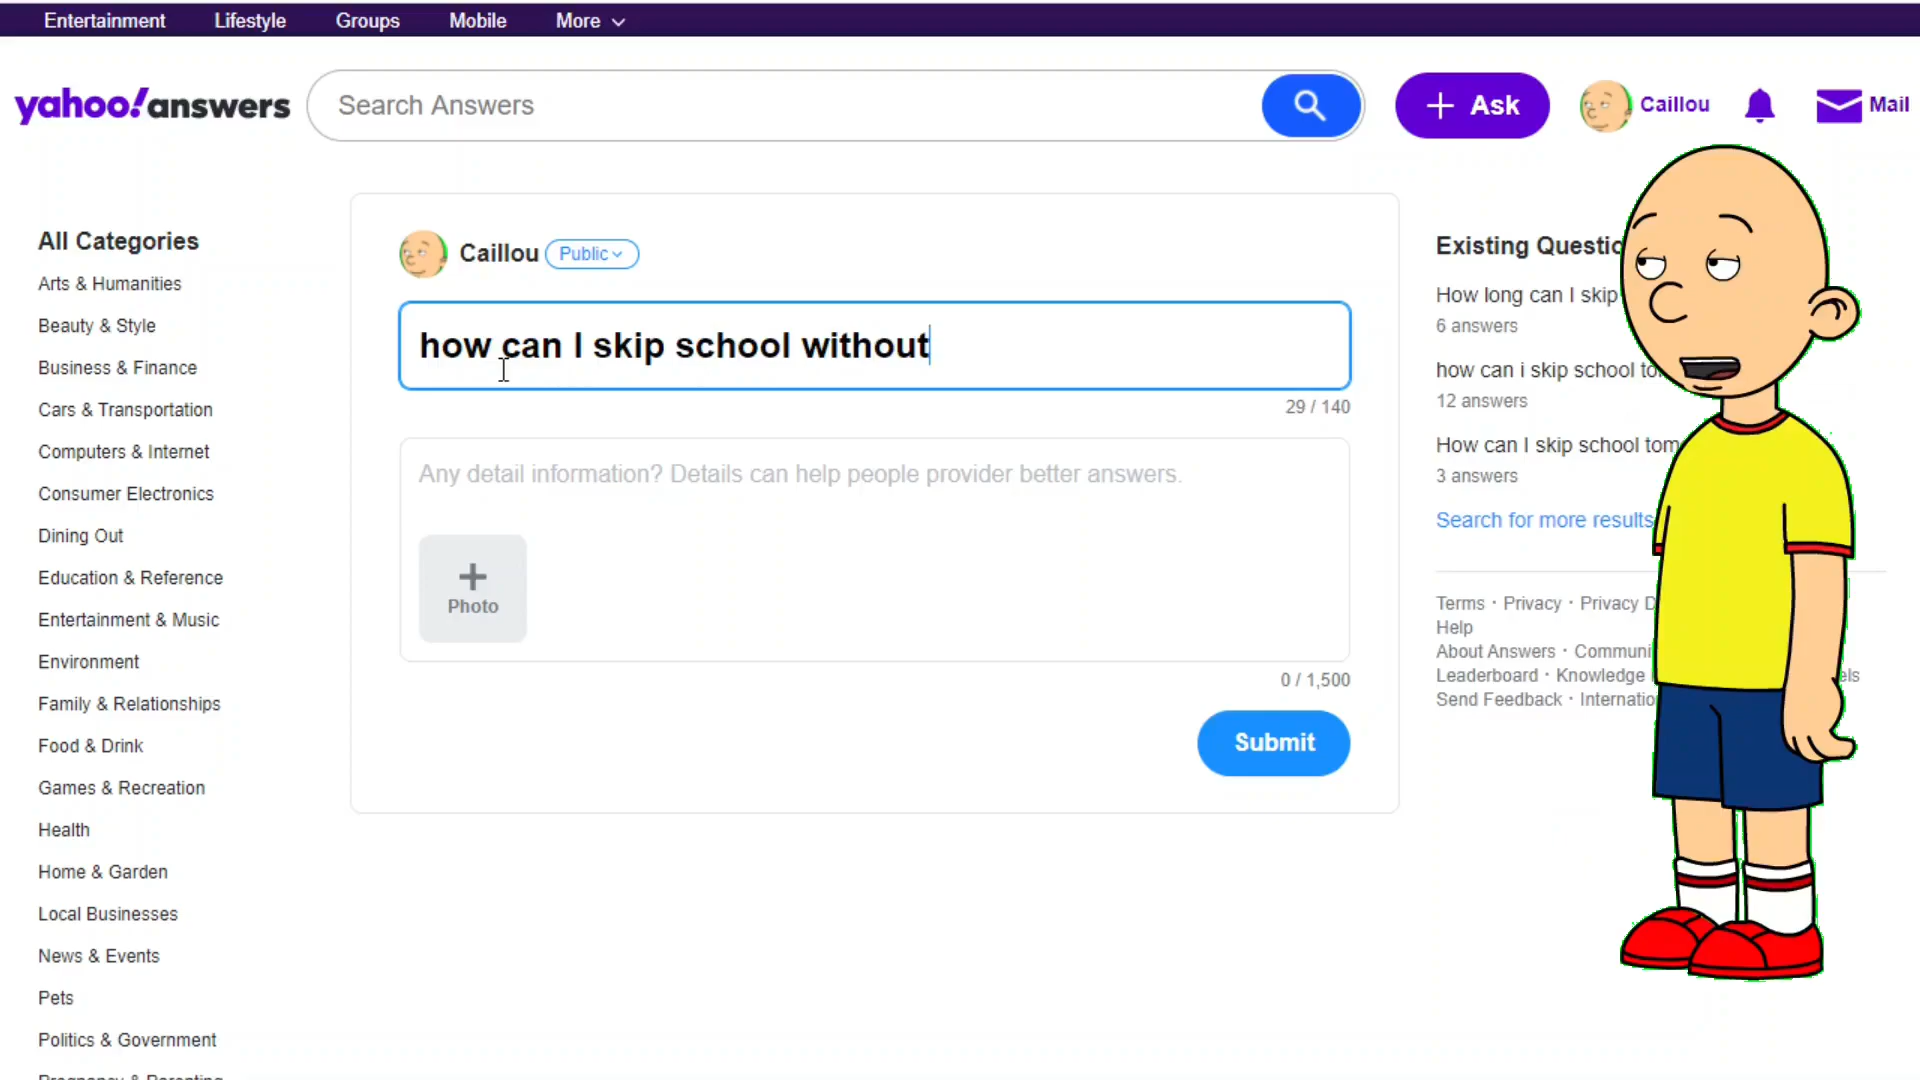 Entertainment Lifestyle Groups Mobile More
yahoo!answers Search Answers Ask Caillou Mail
All Categories
Arts & Humanities
Beauty & Style
Business & Finance
Cars & Transportation
Computers & Internet
Consumer Electronics
Dining Out
Education & Reference
Entertainment & Music
Environment
Family & Relationships
Food & Drink
Games & Recreation
Health
Home & Garden
Local Businesses
News & Events
Pets
Politics & Government
Caillou Public
how can I skip school without
29 / 140
Any detail information? Details can help people provider better answers.
Photo
0 / 1,500
Submit
Existing Questio
How long can I skip
6 answers
how can i skip school to
12 answers
How can I skip school tom
3 answers
Search for more results
Terms · Privacy · Privacy D
Help
About Answers · Communi
Leaderboard · Knowledge els
Send Feedback · Internatio